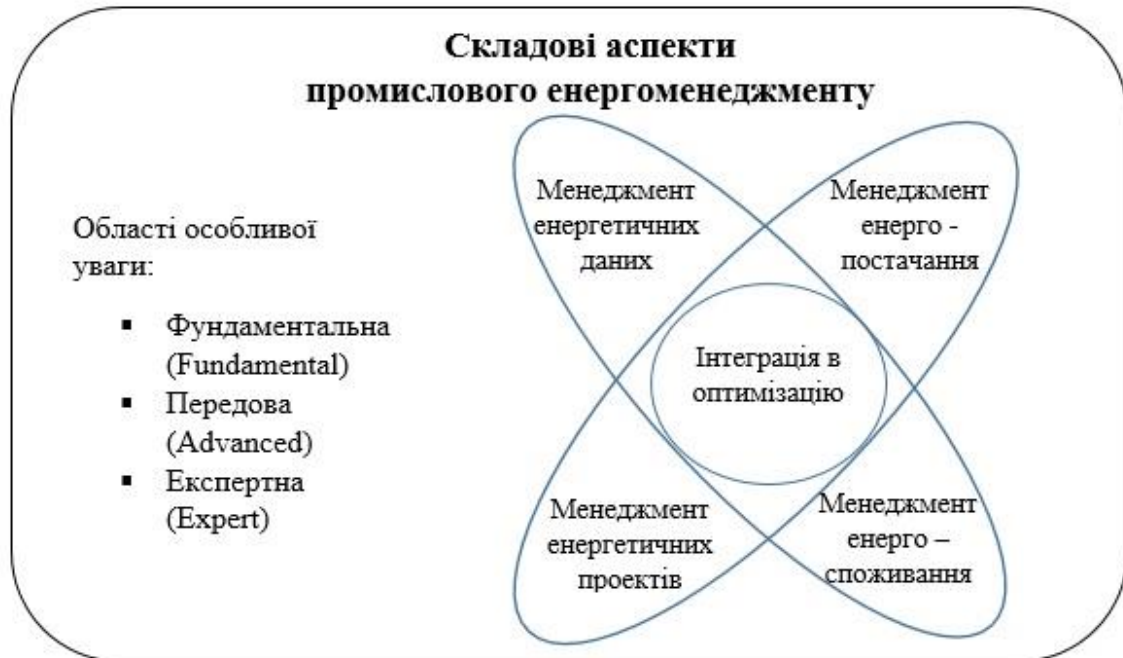 Складові аспекти
промислового енергоменеджменту
Області особливої
уваги:
▪ Фундаментальна
(Fundamental)
▪ Передова
(Advanced)
▪ Експертна
(Expert)
Менеджмент
енергетичних
даних
Менеджмент
енерго -
постачання
Інтеграція в
оптимізацію
Менеджмент
енергетичних
проектів
Менеджмент
енерго –
споживання